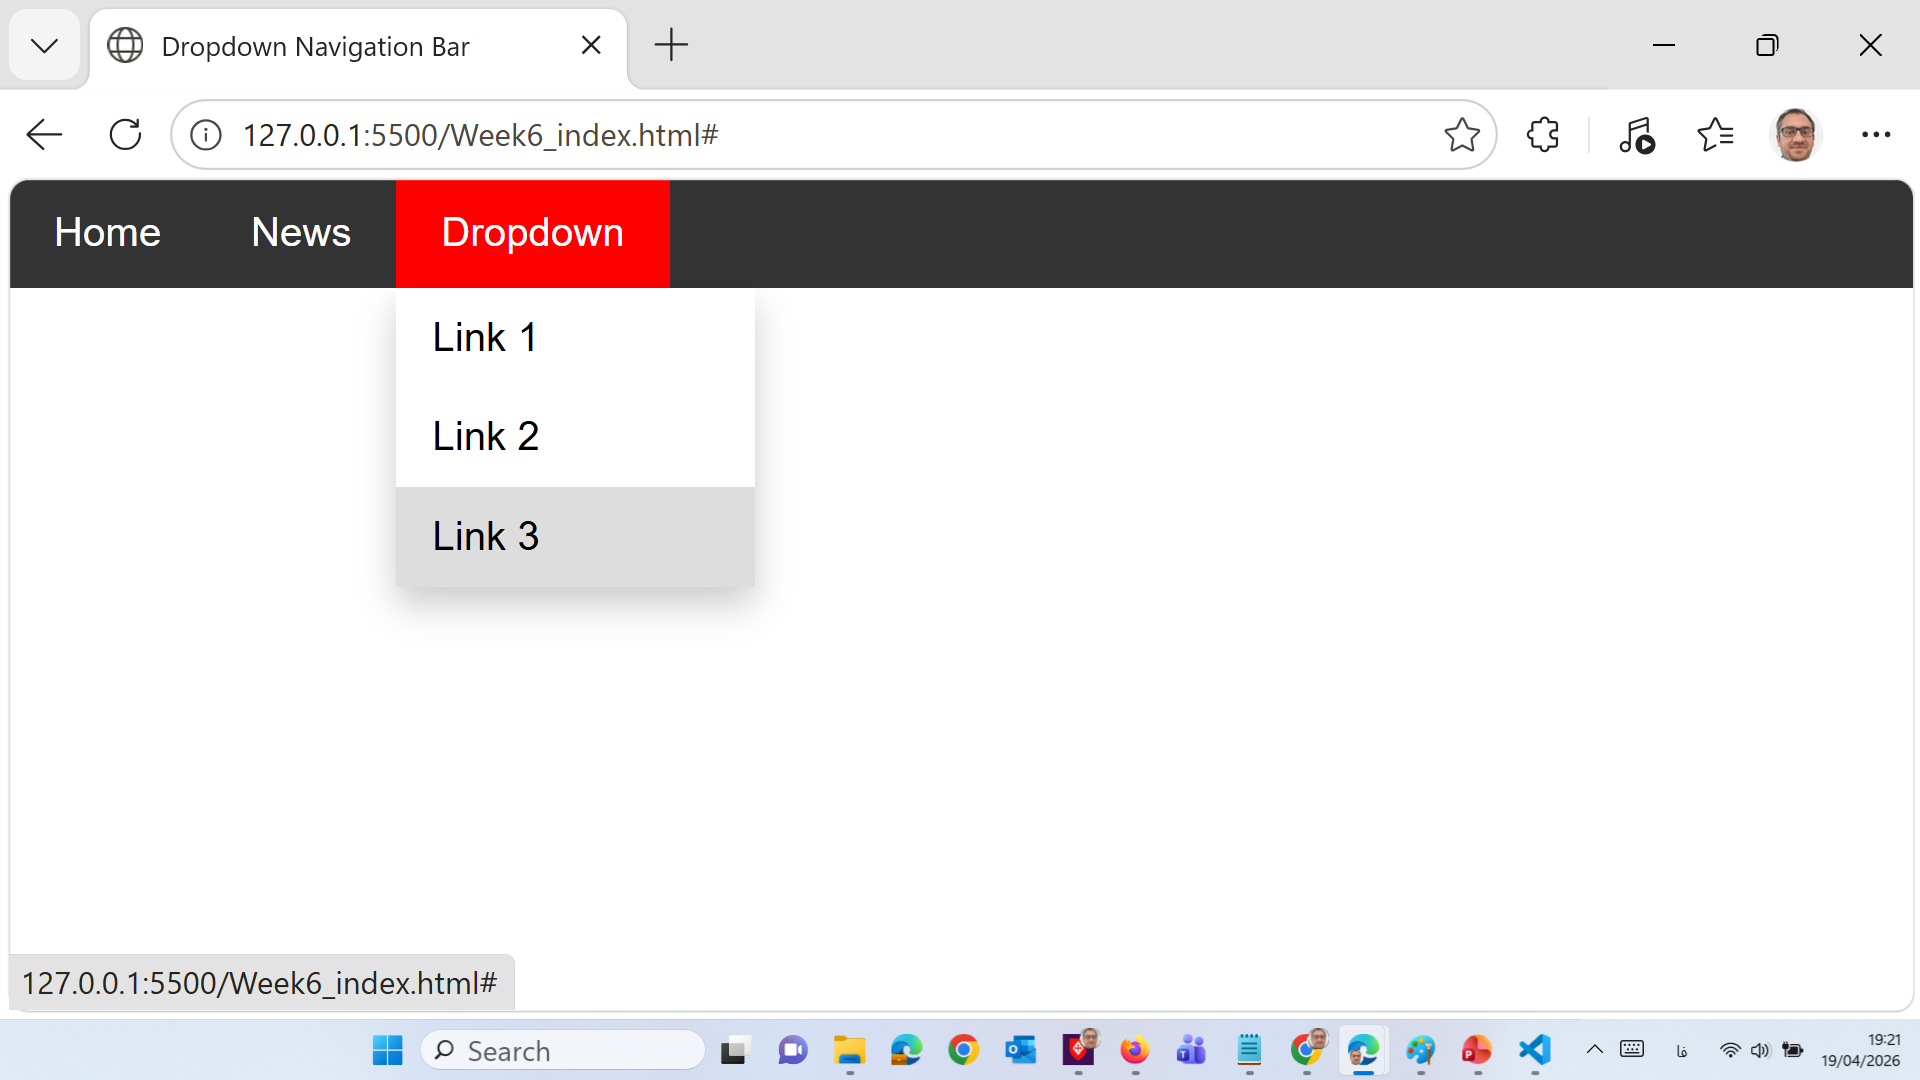 Dropdown Navigation Bar
127.0.0.1:5500/Week6_index.html#
Home News Dropdown
Link 1
Link 2
Link 3
127.0.0.1:5500/Week6_index.html#
Search
فا
19:21
19/04/2026